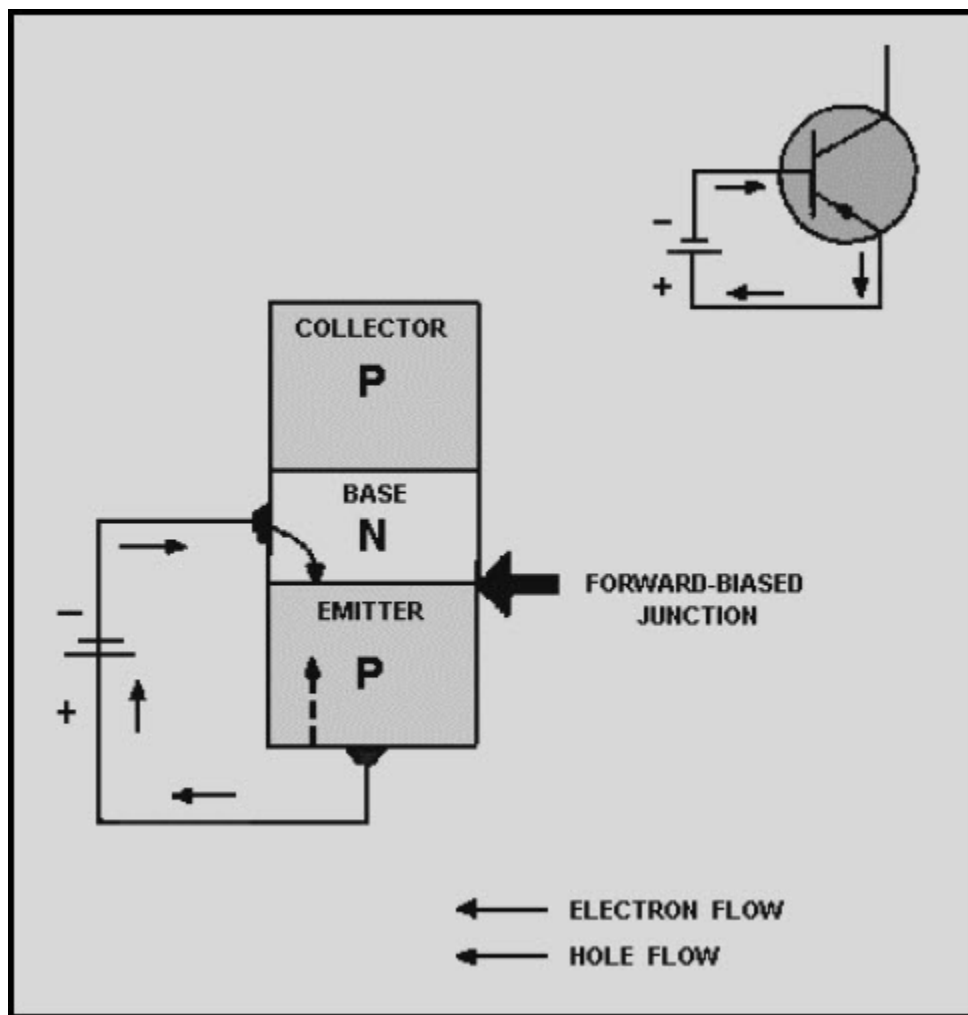 −
+
COLLECTOR
P
BASE
N
FORWARD-BIASED
JUNCTION
EMITTER
P
−
+
ELECTRON FLOW
HOLE FLOW